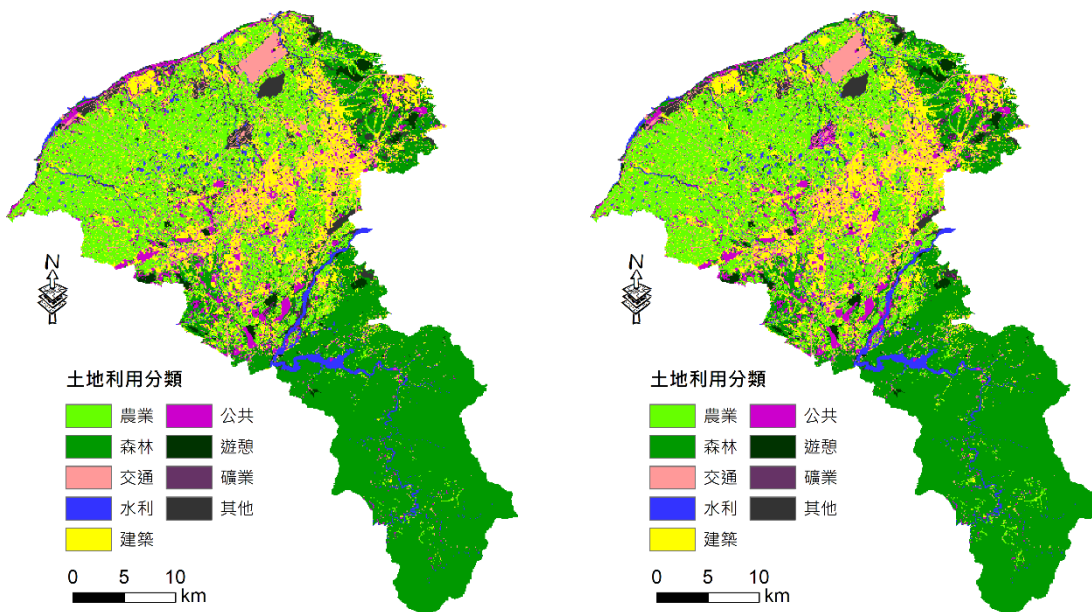 N
土地利用分類
農業 公共
森林 遊憩
交通 礦業
水利 其他
建築
0 5 10
km
N
土地利用分類
農業 公共
森林 遊憩
交通 礦業
水利 其他
建築
0 5 10
km